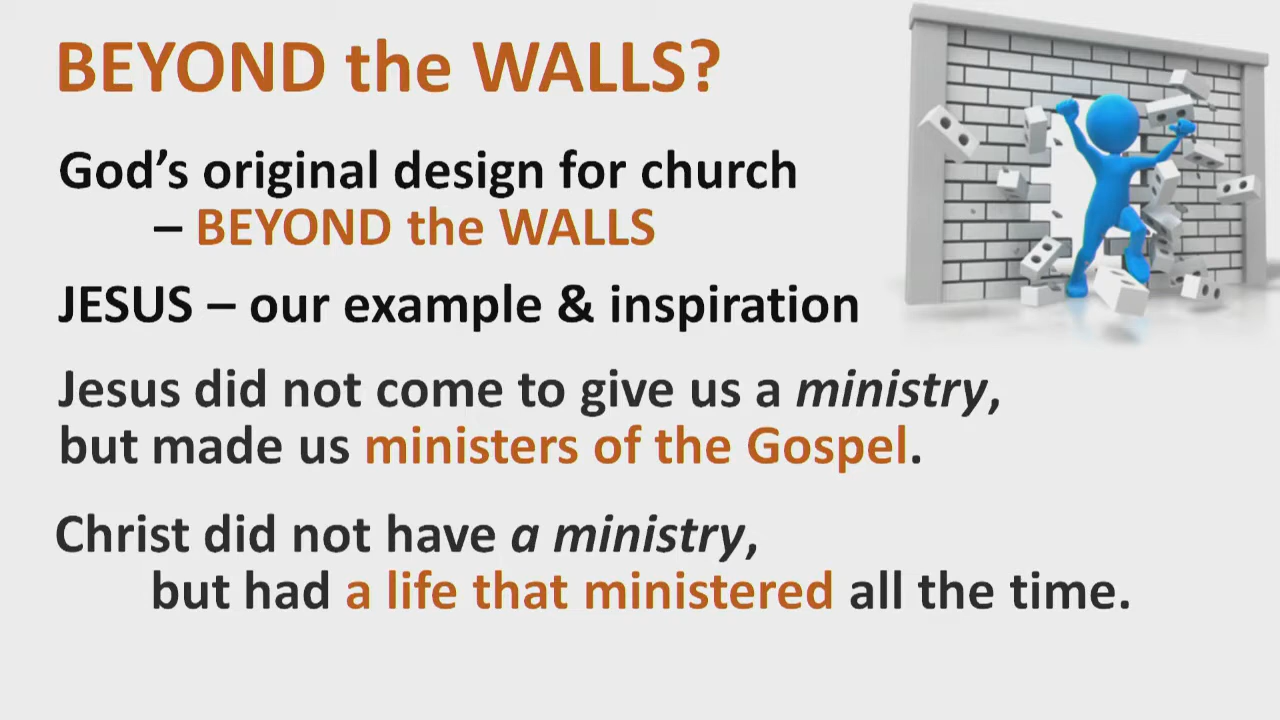 BEYOND the WALLS?
God’s original design for church
– BEYOND the WALLS
JESUS – our example & inspiration
Jesus did not come to give us a ministry,
but made us ministers of the Gospel.
Christ did not have a ministry,
but had a life that ministered all the time.